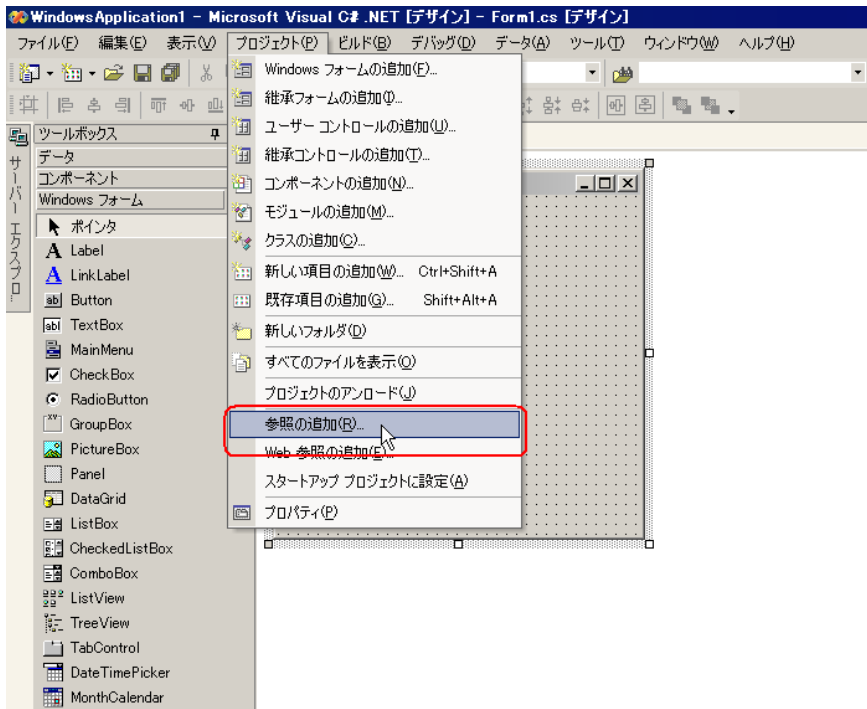 WindowsApplication1 - Microsoft Visual C# .NET [デザイン] - Form1.cs [デザイン]
ファイル(F) 編集(E) 表示(V) プロジェクト(P) ビルド(B) デバッグ(D) データ(A) ツール(T) ウィンドウ(W) ヘルプ(H)
Windows フォームの追加(F)...
継承フォームの追加(I)...
ユーザー コントロールの追加(U)...
継承コントロールの追加(T)...
コンポーネントの追加(N)...
モジュールの追加(M)...
クラスの追加(C)...
新しい項目の追加(W)... Ctrl+Shift+A
既存項目の追加(G)... Shift+Alt+A
新しいフォルダ(D)
すべてのファイルを表示(O)
プロジェクトのアンロード(J)
参照の追加(R)...
Web 参照の追加(E)...
スタートアップ プロジェクトに設定(A)
プロパティ(P)
サーバー エクスプロ...
ツールボックス
データ
コンポーネント
Windows フォーム
ポインタ
A Label
A LinkLabel
ab Button
abl TextBox
MainMenu
CheckBox
RadioButton
XYZ GroupBox
PictureBox
Panel
DataGrid
ListBox
CheckedListBox
ComboBox
ListView
TreeView
TabControl
DateTimePicker
MonthCalendar